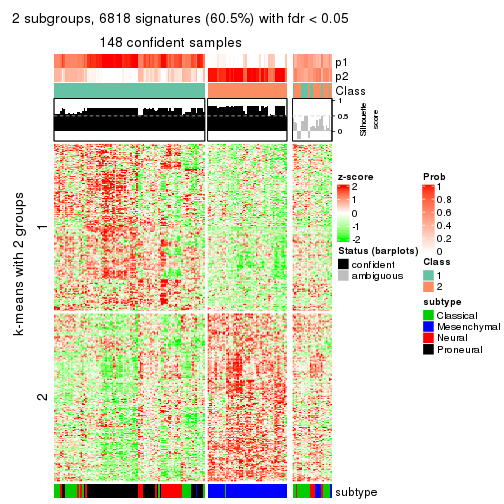 2 subgroups, 6818 signatures (60.5%) with fdr < 0.05
148 confident samples
p1
p2
Class
1
0.5
0
Silhouette
score
k-means with 2 groups
1
2
z-score
2
1
0
-1
-2
Status (barplots)
confident
ambiguous
Prob
1
0.8
0.6
0.4
0.2
0
Class
1
2
subtype
Classical
Mesenchymal
Neural
Proneural
subtype